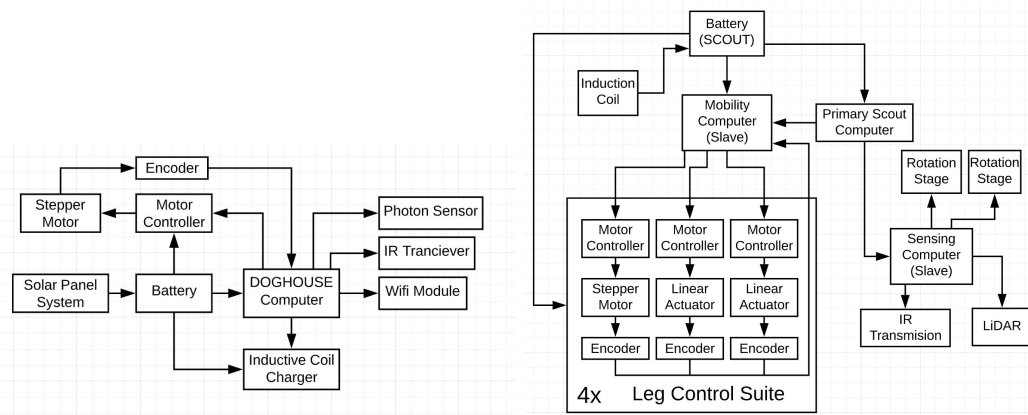 Encoder
Stepper
Motor
Motor
Controller
Photon Sensor
IR Tranciever
Solar Panel
System
Battery
DOGHOUSE
Computer
Wifi Module
Inductive Coil
Charger
Battery
(SCOUT)
Induction
Coil
Mobility
Computer
(Slave)
Primary Scout
Computer
Rotation
Stage
Rotation
Stage
Motor
Controller
Motor
Controller
Motor
Controller
Sensing
Computer
(Slave)
Stepper
Motor
Linear
Actuator
Linear
Actuator
IR
Transmision
LiDAR
Encoder
Encoder
Encoder
4x
Leg Control Suite